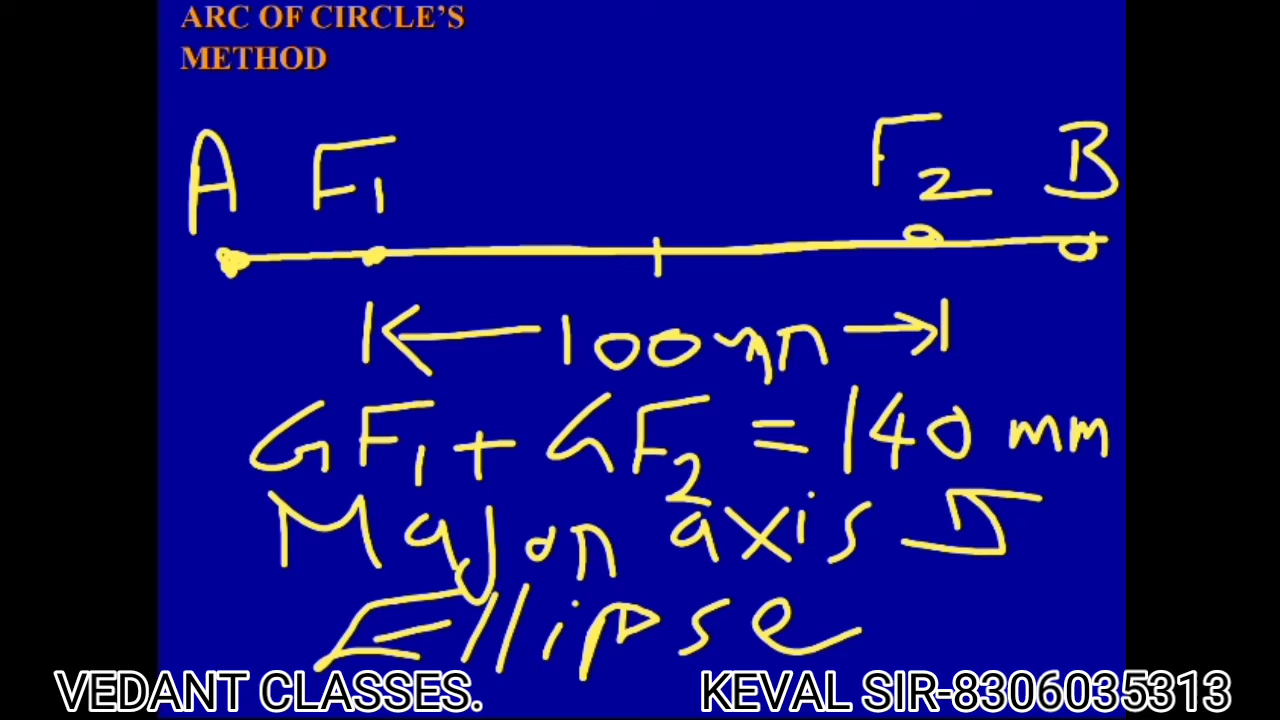 ARC OF CIRCLE'S
METHOD
A F1 F2 B
100mm
GF1 + GF2 = 140 mm
Major axis
Ellipse
VEDANT CLASSES. KEVAL SIR-8306035313